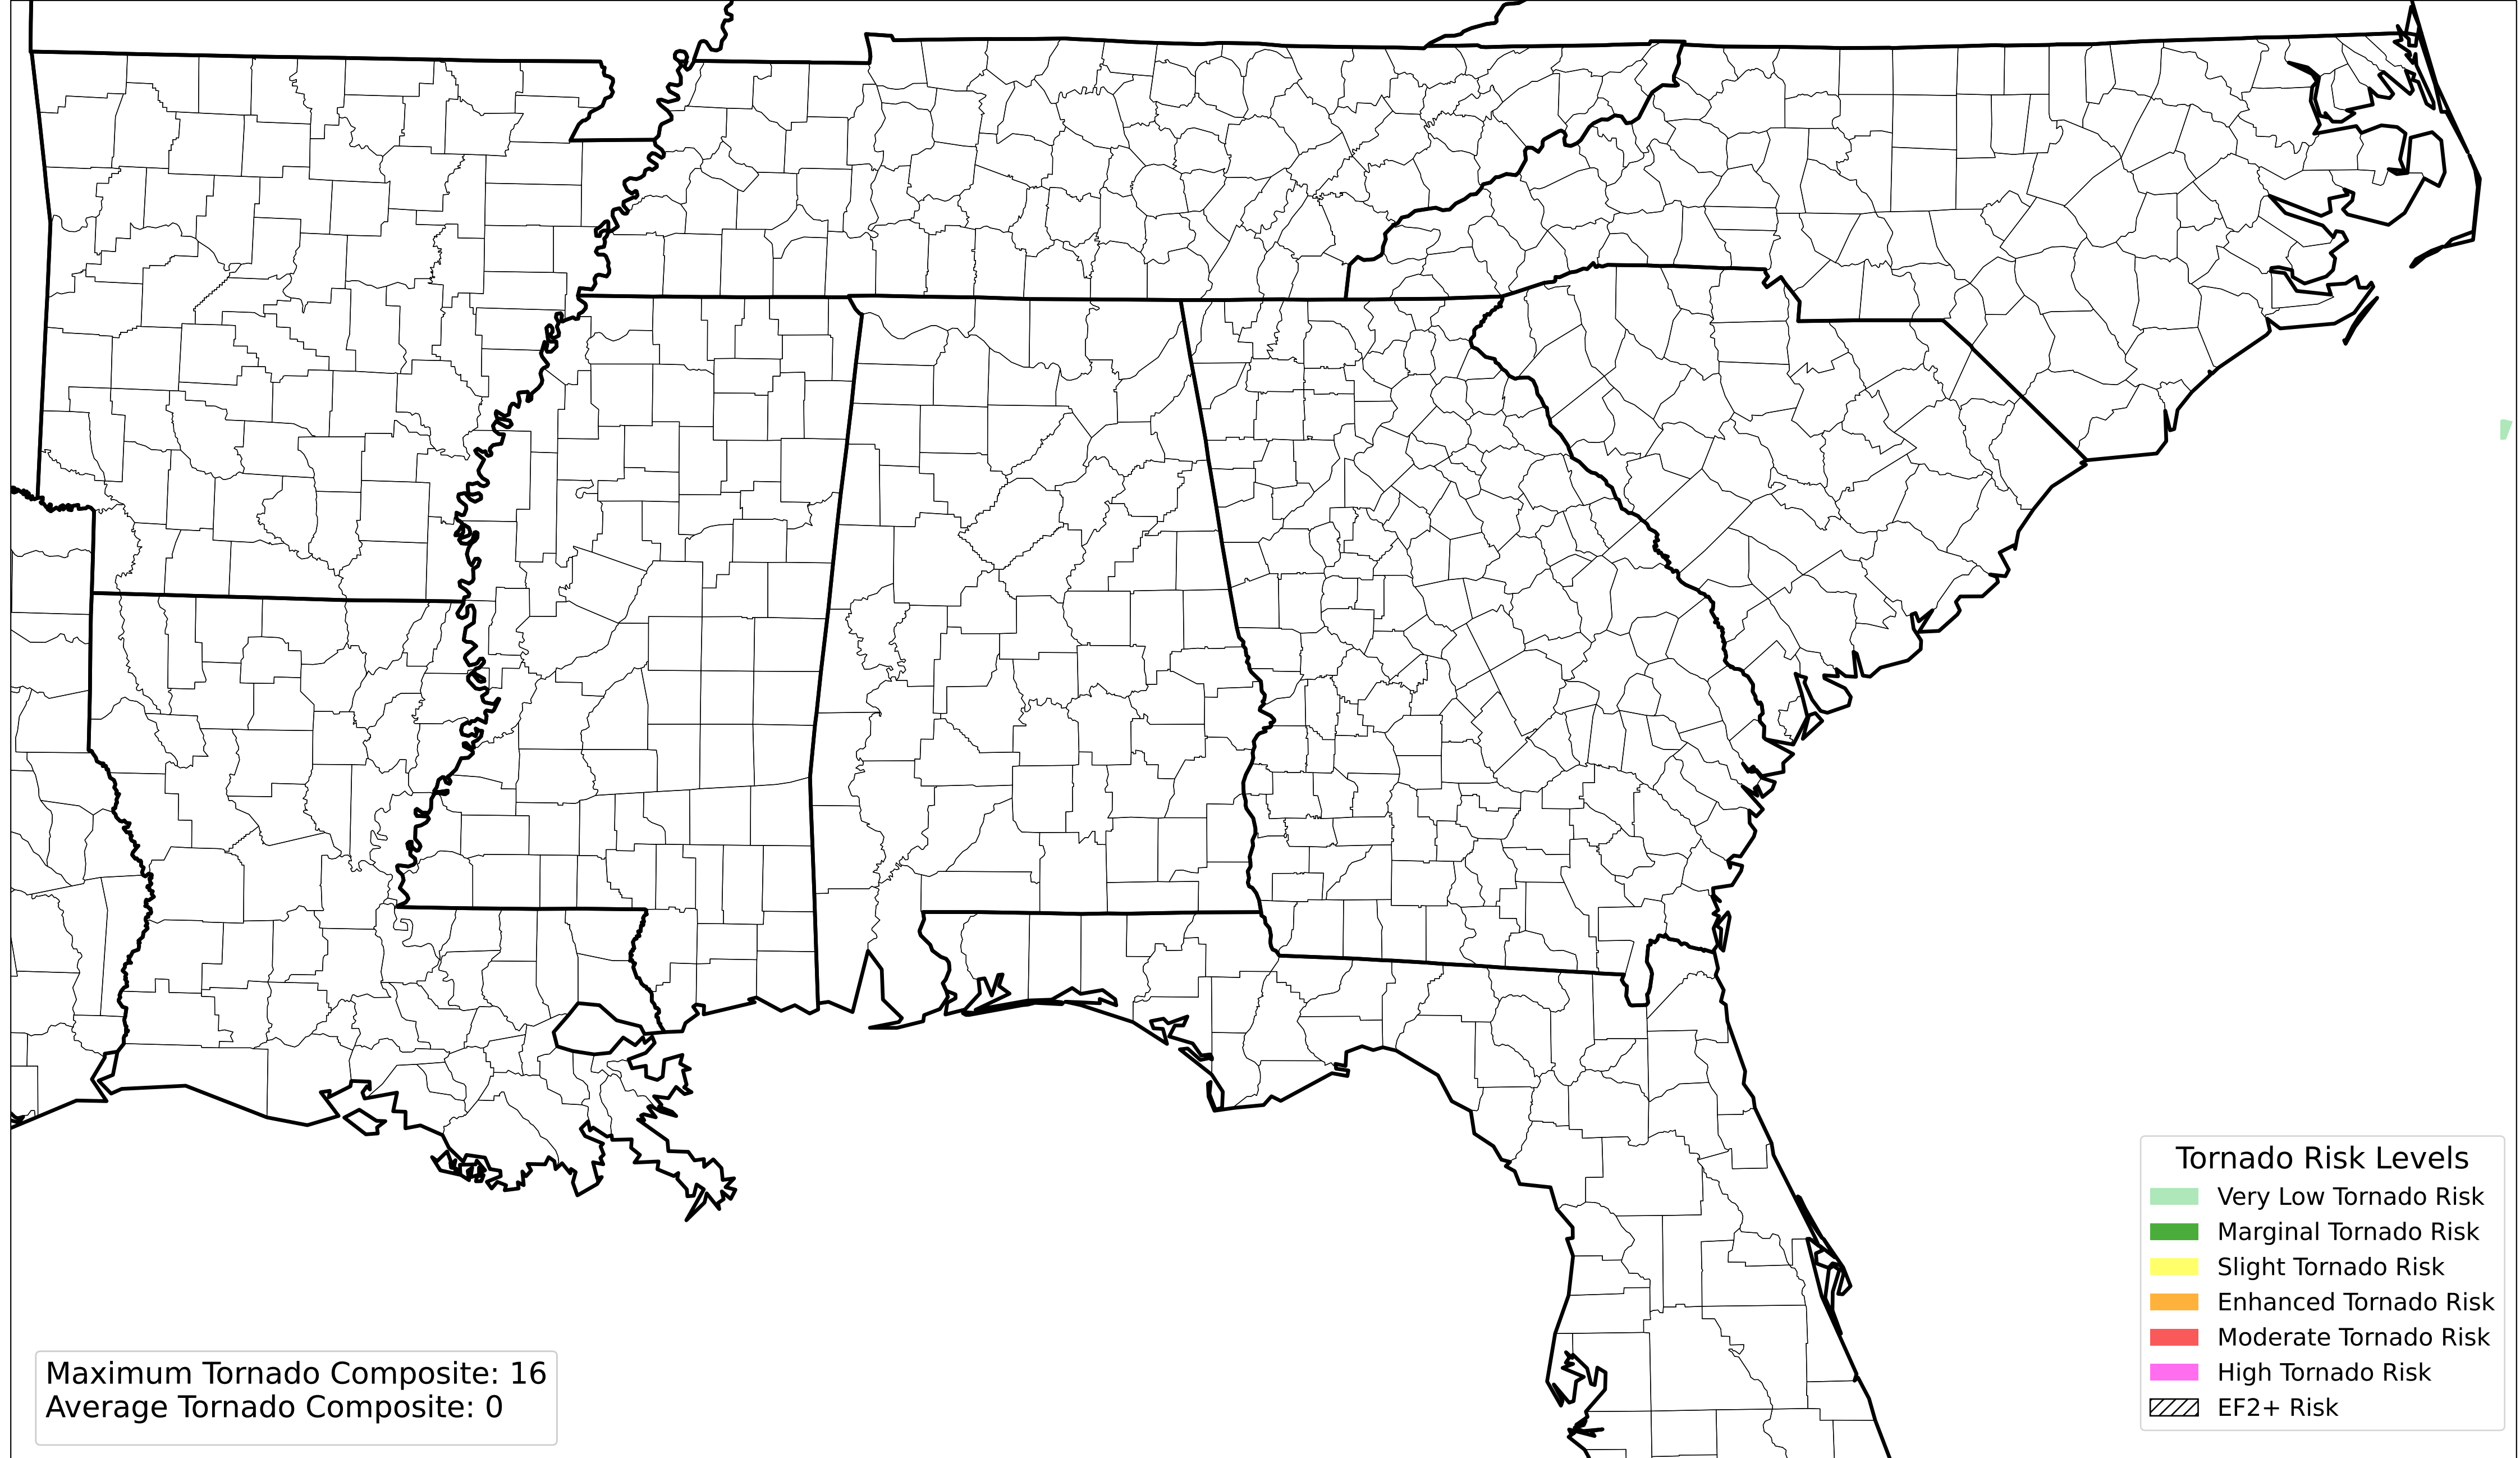 Tornado Risk Levels
Very Low Tornado Risk
Marginal Tornado Risk
Slight Tornado Risk
Enhanced Tornado Risk
Moderate Tornado Risk
High Tornado Risk
EF2+ Risk
Maximum Tornado Composite: 16
Average Tornado Composite: 0